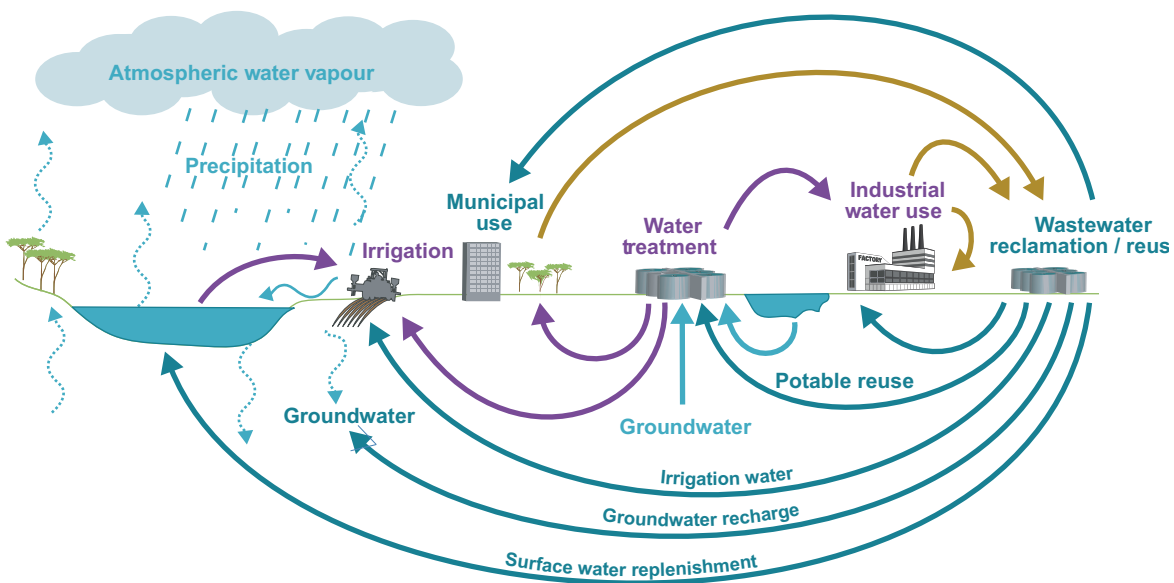 Atmospheric water vapour
Precipitation
Municipal
use
Irrigation
Water
treatment
Industrial
water use
FACTORY
Wastewater
reclamation / reus
Potable reuse
Groundwater
Groundwater
Irrigation water
Groundwater recharge
Surface water replenishment